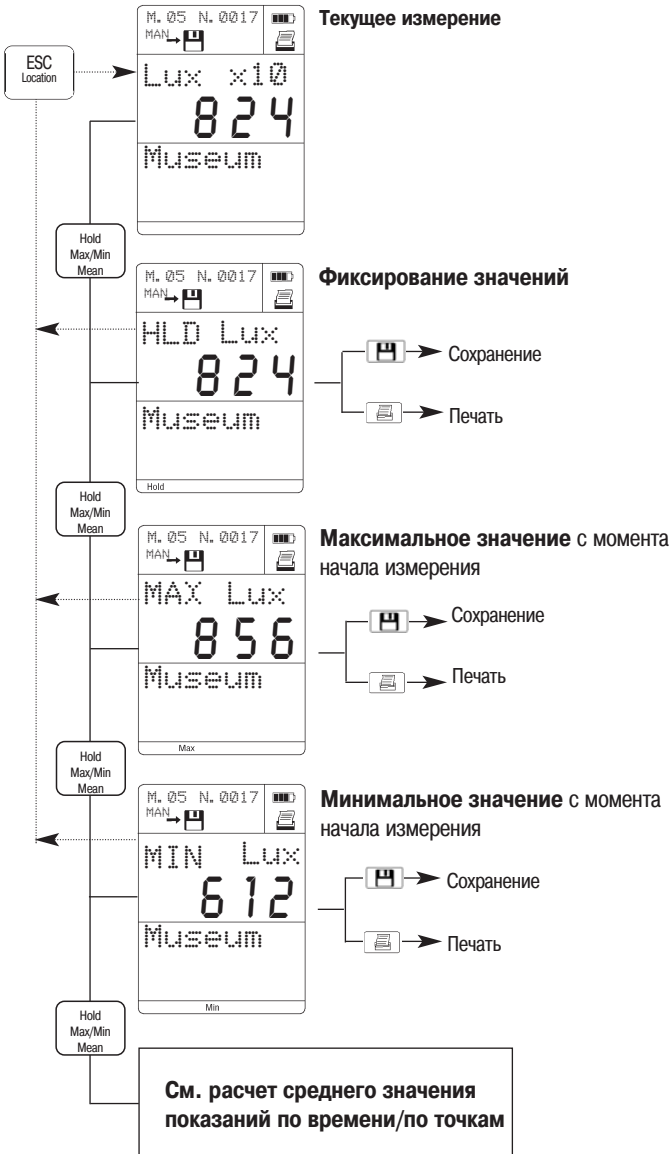 M.05 N.0017
MAN
Текущее измерение
ESC
Location
Lux x10
824
Museum
Hold
Max/Min
Mean
M.05 N.0017
MAN
Фиксирование значений
HLD Lux
824
Museum
Hold
Сохранение
Печать
Hold
Max/Min
Mean
M.05 N.0017
MAN
Максимальное значение с момента
начала измерения
MAX Lux
856
Museum
Max
Сохранение
Печать
Hold
Max/Min
Mean
M.05 N.0017
MAN
Минимальное значение с момента
начала измерения
MIN Lux
612
Museum
Min
Сохранение
Печать
Hold
Max/Min
Mean
См. расчет среднего значения
показаний по времени/по точкам